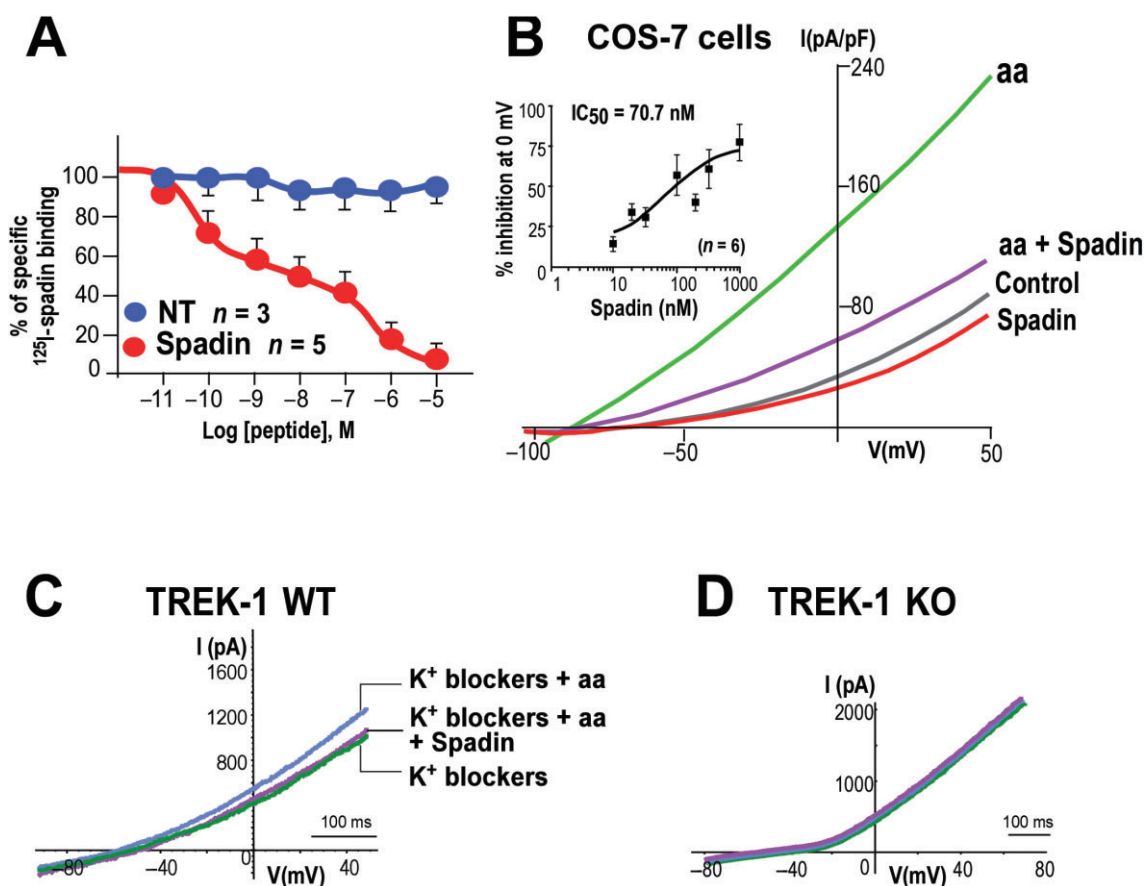 A
% of specific
¹²⁵I-spadin binding
100
80
60
40
20
0
NT n = 3
Spadin n = 5
–11 –10 –9 –8 –7 –6 –5
Log [peptide], M
B COS-7 cells
I(pA/pF)
240
160
80
aa
aa + Spadin
Control
Spadin
–100 –50 50
V(mV)
% inhibition at 0 mV
100
75
50
25
0
IC50 = 70.7 nM
(n = 6)
1 10 100 1000
Spadin (nM)
C TREK-1 WT
I (pA)
1600
1200
800
0
K⁺ blockers + aa
K⁺ blockers + aa
+ Spadin
K⁺ blockers
100 ms
–80 –40 40
V(mV)
D TREK-1 KO
I (pA)
2000
1000
0
100 ms
–80 –40 40 80
V(mV)